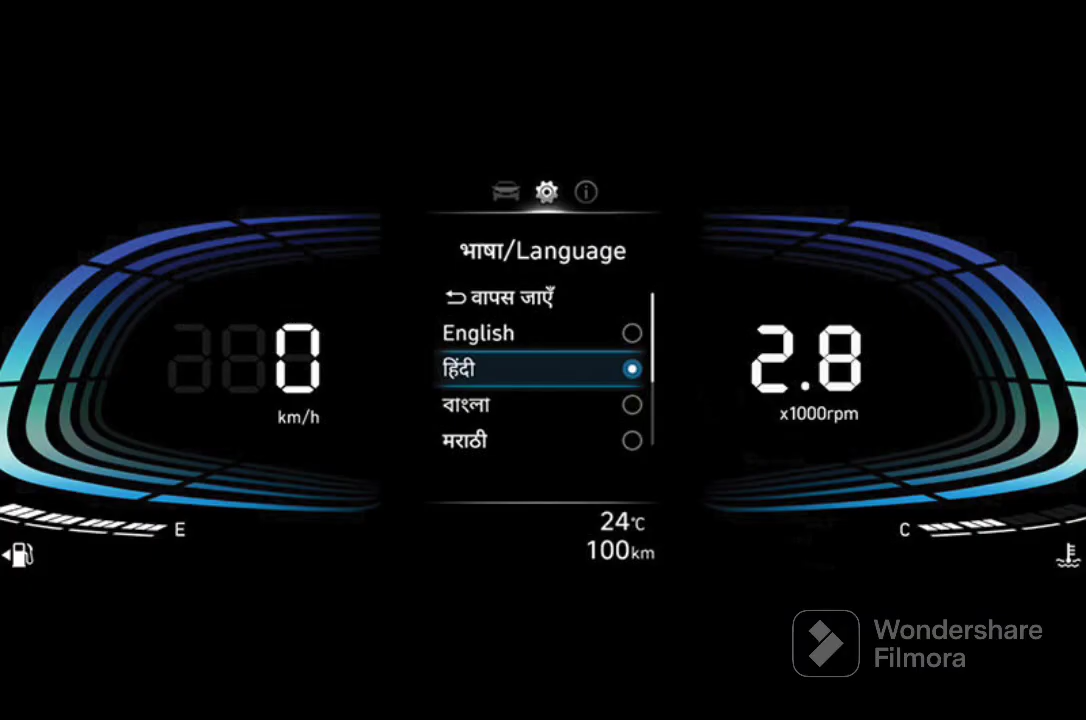 भाषा/Language
वापस जाएँ
English
हिंदी
বাংলা
मराठी
0
km/h
2.8
x1000rpm
E
C
24°C
100km
Wondershare
Filmora